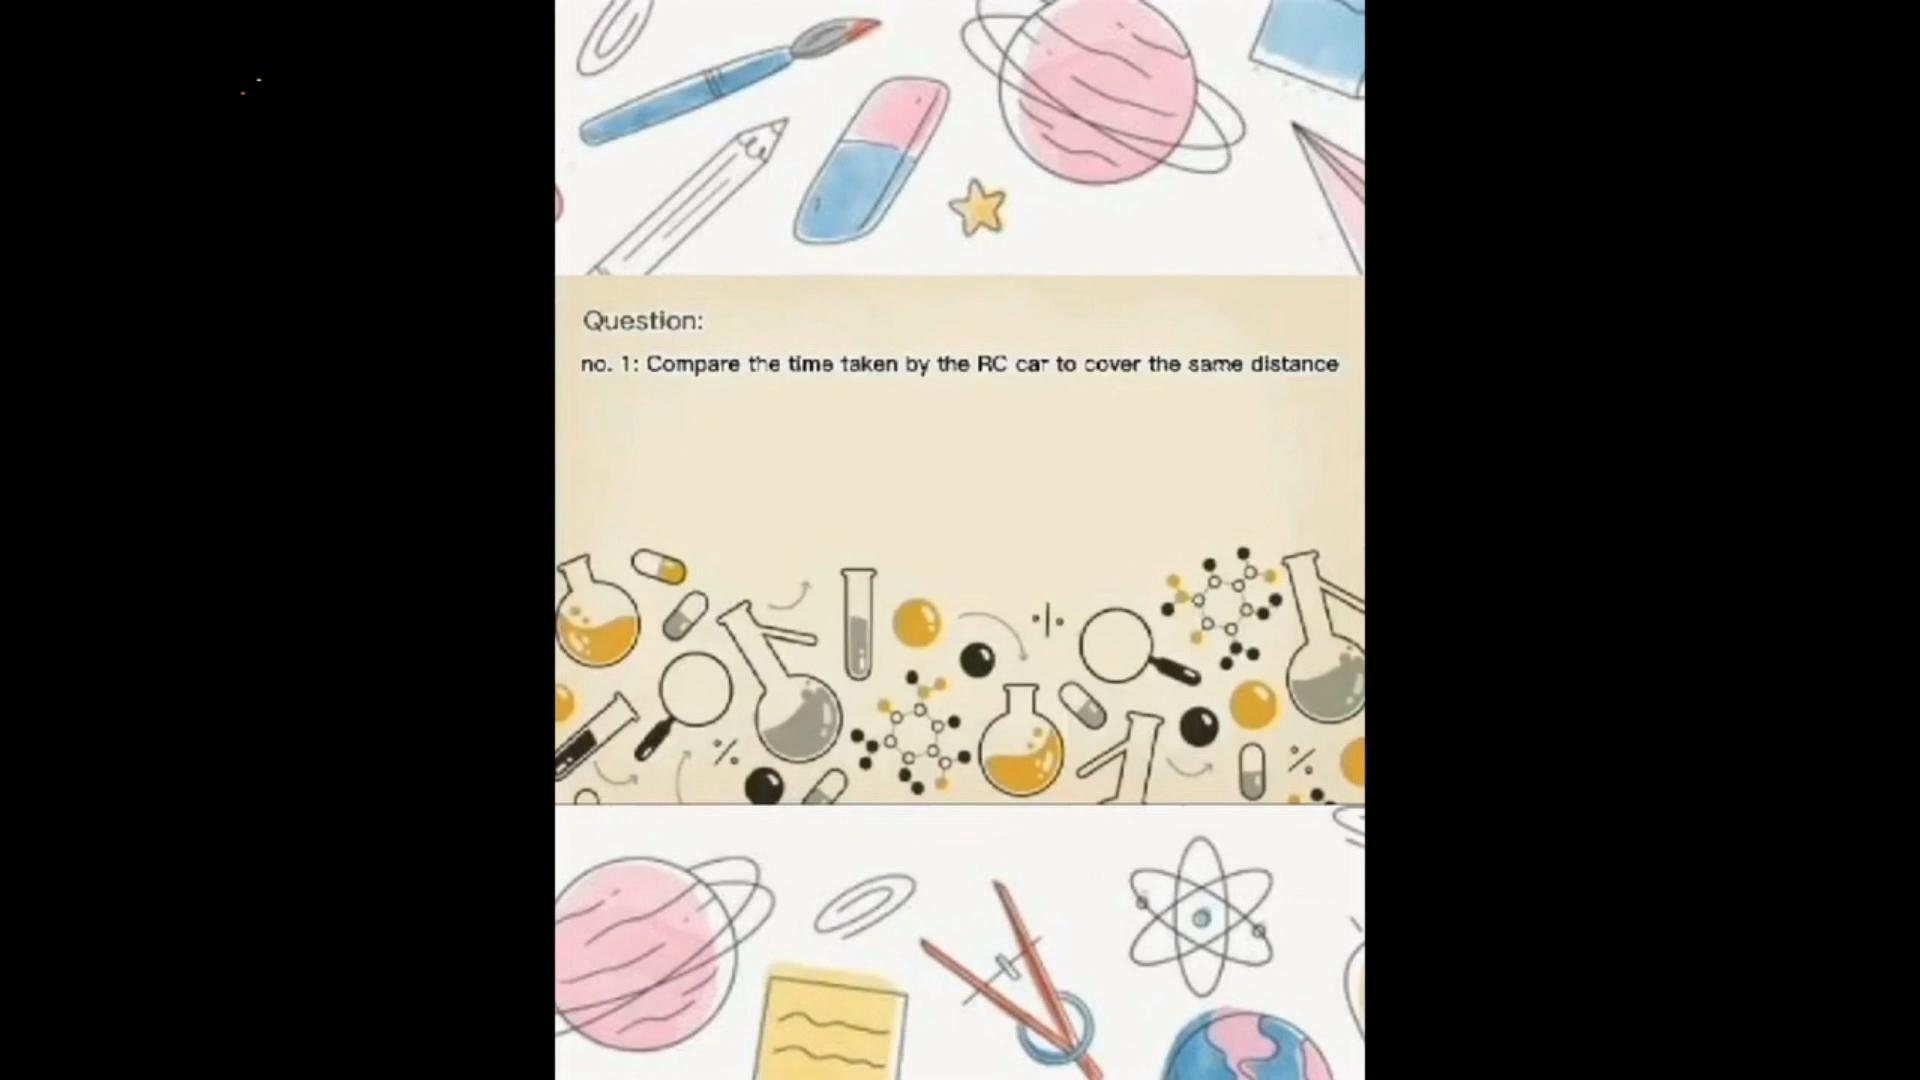 Question:
no. 1: Compare the time taken by the RC car to cover the same distance